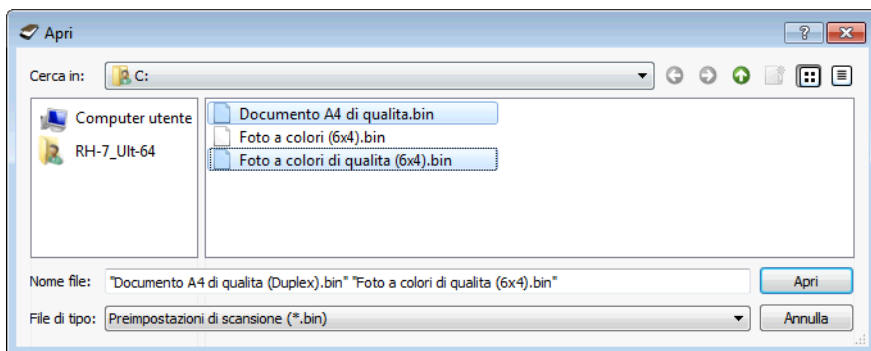 Apri
Cerca in: C:
Computer utente
RH-7_Ult-64
Documento A4 di qualita.bin
Foto a colori (6x4).bin
Foto a colori di qualita (6x4).bin
Nome file: "Documento A4 di qualita (Duplex).bin" "Foto a colori di qualita (6x4).bin" Apri
File di tipo: Preimpostazioni di scansione (*.bin) Annulla